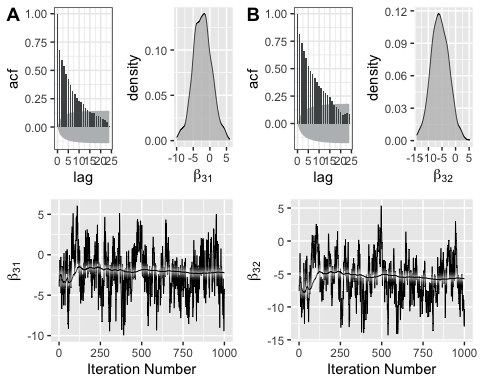 A
acf
1.00
0.75
0.50
0.25
0.00
0 5 10 15 20 25
lag
density
0.10
0.05
0.00
-10 -5 0 5
β31
B
acf
1.00
0.75
0.50
0.25
0.00
0 5 10 15 20 25
lag
density
0.12
0.09
0.06
0.03
0.00
-15 -10 -5 0 5
β32
β31
5
0
-5
-10
0 250 500 750 1000
Iteration Number
β32
5
0
-5
-10
-15
0 250 500 750 1000
Iteration Number